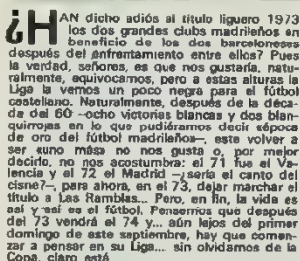 ¿HAN dicho adiós al título liguero 1973
los dos grandes clubs madrileños en
beneficio de los dos barceloneses
después del enfrentamiento entre ellos? Pues
la verdad, señores, es que nos gustaría, natu-
ralmente, equivocarnos, pero a estas alturas la
Liga la vemos un poco negra para el fútbol
castellano. Naturalmente, después de la déca-
da del 60 —ocho victorias blancas y dos blan-
quirrojas en lo que pudiéramos decir «época
de oro del fútbol madrileño»—, este volver a
ser «uno más» no nos gusta o, por mejor
decirlo, no nos acostumbra: el 71 fue el Va-
lencia y el 72 el Madrid —¿sería el canto del
cisne?—, para ahora, en el 73, dejar marchar el
título a Las Ramblas... Pero, en fin, la vida es
así y así es el fútbol. Pensemos que después
del 73 vendrá el 74 y... aún lejos del primer
domingo de este septiembre, hay que comen-
zar a pensar en su Liga... sin olvidarnos de la
Copa, claro está